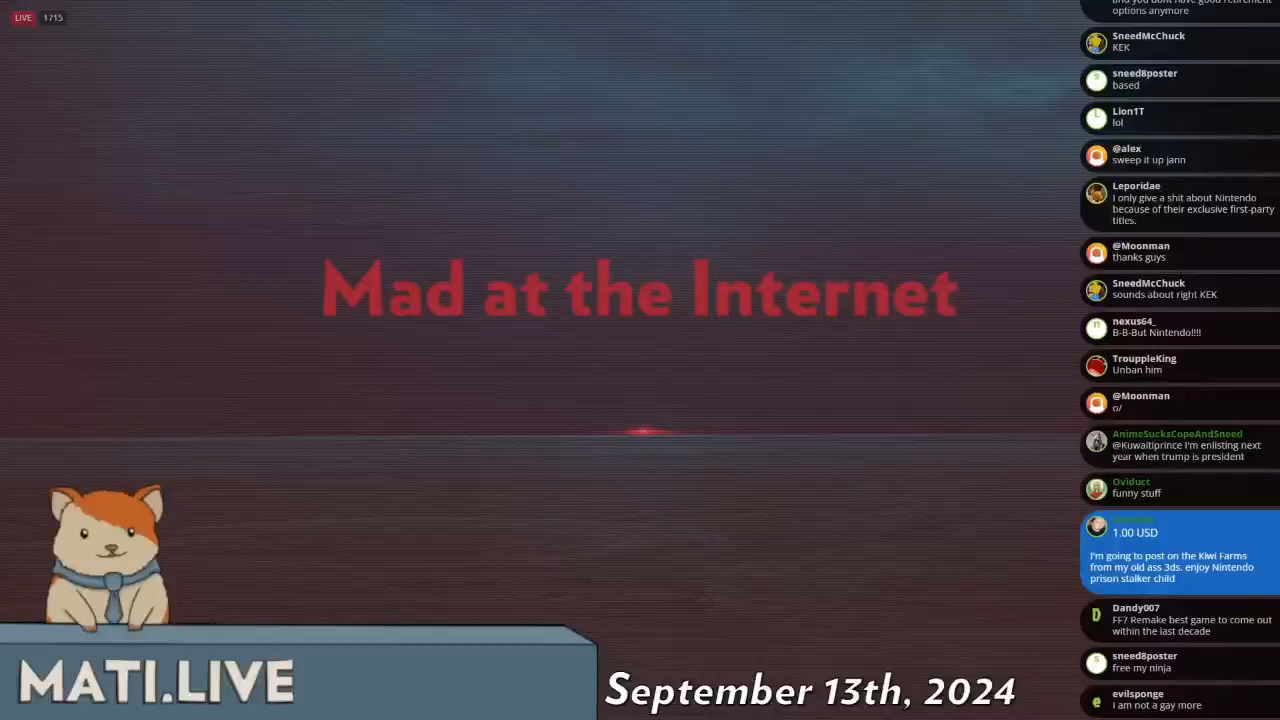 LIVE 1715
Mad at the Internet
MATI.LIVE
September 13th, 2024
and you dont have good retirement
options anymore
SneedMcChuck
KEK
sneed8poster
based
Lion1T
lol
@alex
sweep it up jann
Leporidae
I only give a shit about Nintendo
because of their exclusive first-party
titles.
@Moonman
thanks guys
SneedMcChuck
sounds about right KEK
nexus64_
B-B-But Nintendo!!!!
TrouppleKing
Unban him
@Moonman
o/
AnimeSucksCopeAndSneed
@Kuwaitiprince I'm enlisting next
year when trump is president
Oviduct
funny stuff
1.00 USD
I'm going to post on the Kiwi Farms
from my old ass 3ds. enjoy Nintendo
prison stalker child
Dandy007
FF7 Remake best game to come out
within the last decade
sneed8poster
free my ninja
evilsponge
I am not a gay more